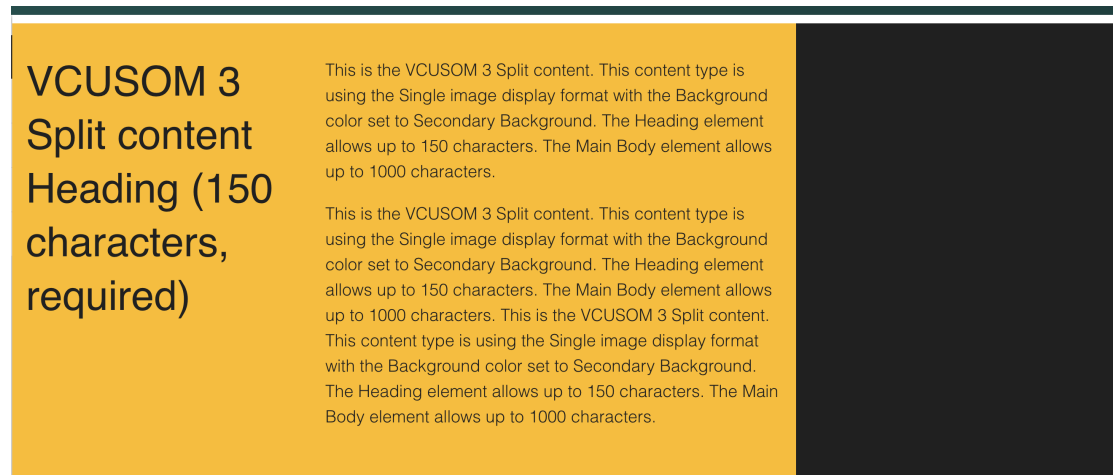 VCUSOM 3
Split content
Heading (150
characters,
required)
This is the VCUSOM 3 Split content. This content type is
using the Single image display format with the Background
color set to Secondary Background. The Heading element
allows up to 150 characters. The Main Body element allows
up to 1000 characters.
This is the VCUSOM 3 Split content. This content type is
using the Single image display format with the Background
color set to Secondary Background. The Heading element
allows up to 150 characters. The Main Body element allows
up to 1000 characters. This is the VCUSOM 3 Split content.
This content type is using the Single image display format
with the Background color set to Secondary Background.
The Heading element allows up to 150 characters. The Main
Body element allows up to 1000 characters.